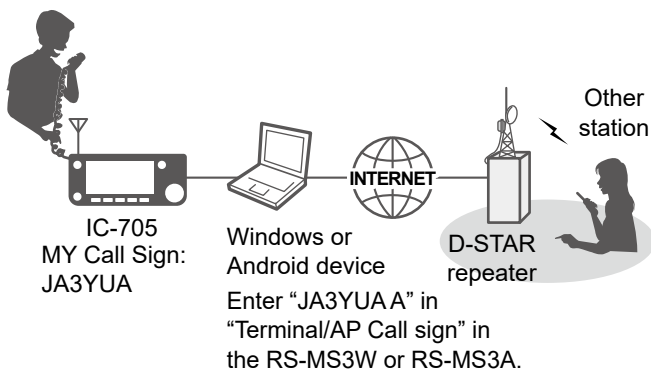 IC-705
MY Call Sign:
JA3YUA
Windows or
Android device
Enter “JA3YUA A” in
“Terminal/AP Call sign” in
the RS-MS3W or RS-MS3A.
INTERNET
D-STAR
repeater
Other
station